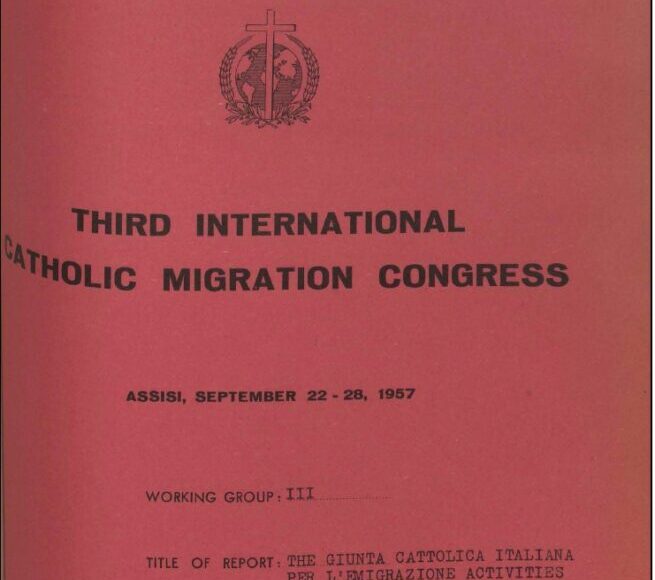 THIRD INTERNATIONAL
CATHOLIC MIGRATION CONGRESS
ASSISI, SEPTEMBER 22 - 28, 1957
WORKING GROUP: III
TITLE OF REPORT: THE GIUNTA CATTOLICA ITALIANA
PER L'EMIGRAZIONE ACTIVITIES